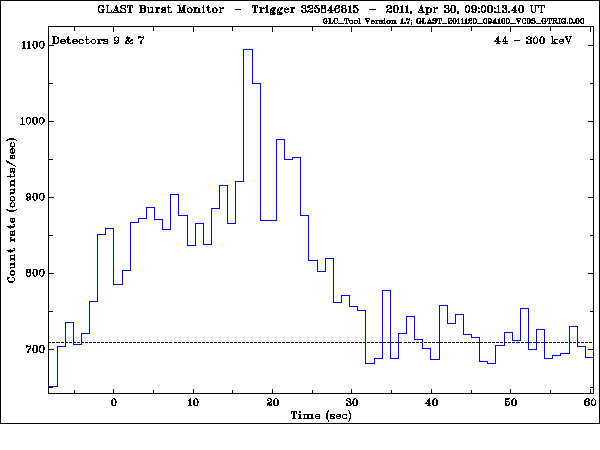 GLAST Burst Monitor - Trigger 325846815 - 2011, Apr 30, 09:00:13.40 UT
GLC_Tool Version 1.7; GLAST_2011120_094100_VC08_GTRIG.0.00
Detectors 9 & 7
44 - 300 keV
Count rate (counts/sec)
1100
1000
900
800
700
0
10
20
30
40
50
60
Time (sec)